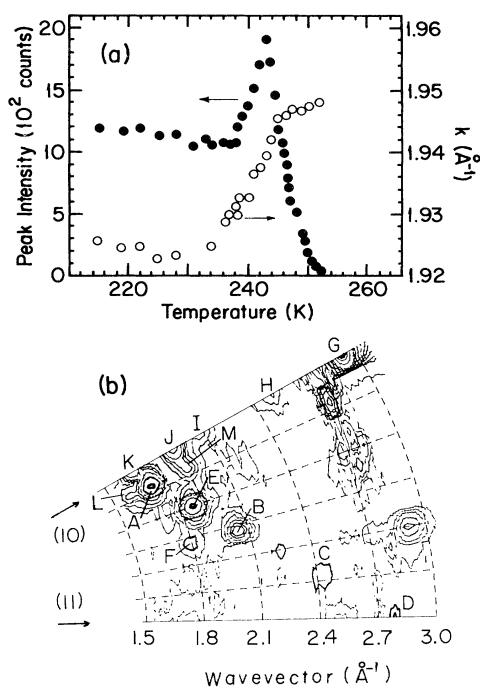 (a)
20
15
10
5
0
Peak Intensity (10² counts)
1.96
1.95
1.94
1.93
1.92
k (Å⁻¹)
220 240 260
Temperature (K)
(b)
G
H
I
J
M
K
L
E
A
B
F
C
D
(10)
(11)
1.5 1.8 2.1 2.4 2.7 3.0
Wavevector (Å⁻¹)